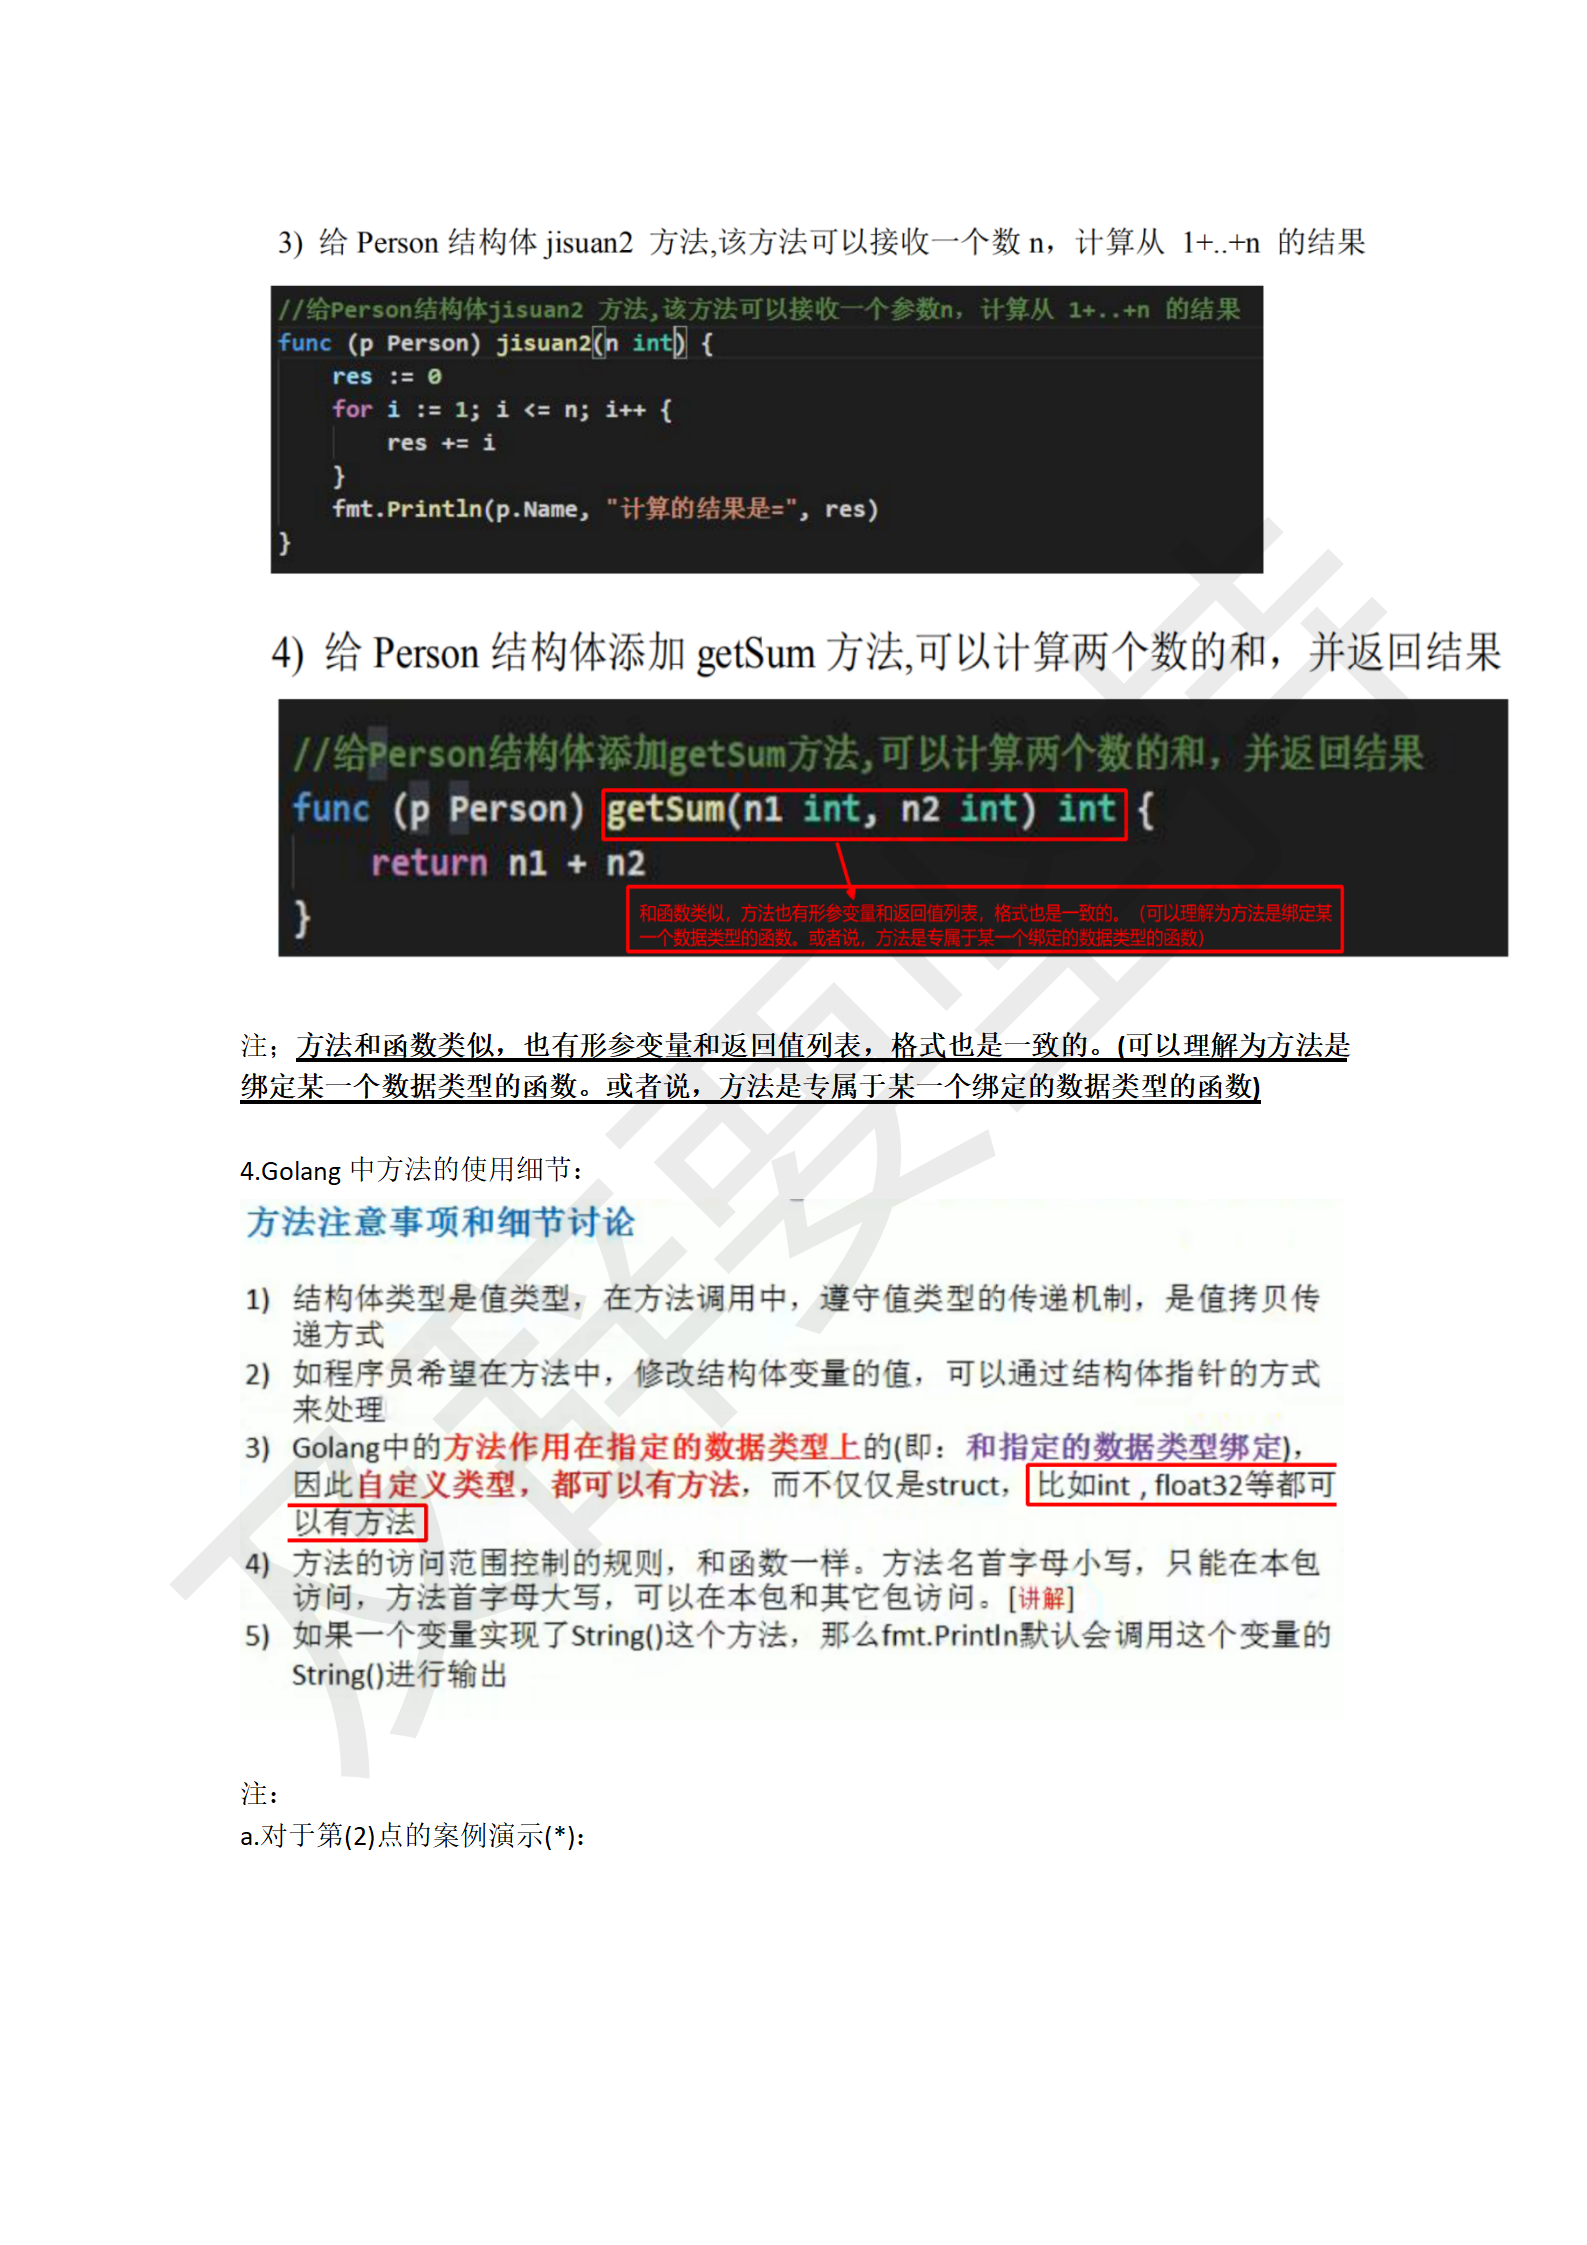 3) 给 Person 结构体 jisuan2 方法,该方法可以接收一个数 n，计算从 1+..+n 的结果
//给Person结构体jisuan2 方法,该方法可以接收一个参数n，计算从 1+..+n 的结果
func (p Person) jisuan2(n int) {
res := 0
for i := 1; i <= n; i++ {
res += i
}
fmt.Println(p.Name, "计算的结果是=", res)
}
4) 给 Person 结构体添加 getSum 方法,可以计算两个数的和，并返回结果
//给Person结构体添加getSum方法,可以计算两个数的和，并返回结果
func (p Person) getSum(n1 int, n2 int) int {
return n1 + n2
}
和函数类似，方法也有形参变量和返回值列表，格式也是一致的。（可以理解为方法是绑定某
一个数据类型的函数。或者说，方法是专属于某一个绑定的数据类型的函数）
注；方法和函数类似，也有形参变量和返回值列表，格式也是一致的。(可以理解为方法是
绑定某一个数据类型的函数。或者说，方法是专属于某一个绑定的数据类型的函数)
4.Golang 中方法的使用细节：
方法注意事项和细节讨论
1) 结构体类型是值类型，在方法调用中，遵守值类型的传递机制，是值拷贝传
递方式
2) 如程序员希望在方法中，修改结构体变量的值，可以通过结构体指针的方式
来处理
3) Golang中的方法作用在指定的数据类型上的(即：和指定的数据类型绑定)，
因此自定义类型，都可以有方法，而不仅仅是struct，比如int , float32等都可
以有方法
4) 方法的访问范围控制的规则，和函数一样。方法名首字母小写，只能在本包
访问，方法首字母大写，可以在本包和其它包访问。[讲解]
5) 如果一个变量实现了String()这个方法，那么fmt.Println默认会调用这个变量的
String()进行输出
注：
a.对于第(2)点的案例演示(*)：